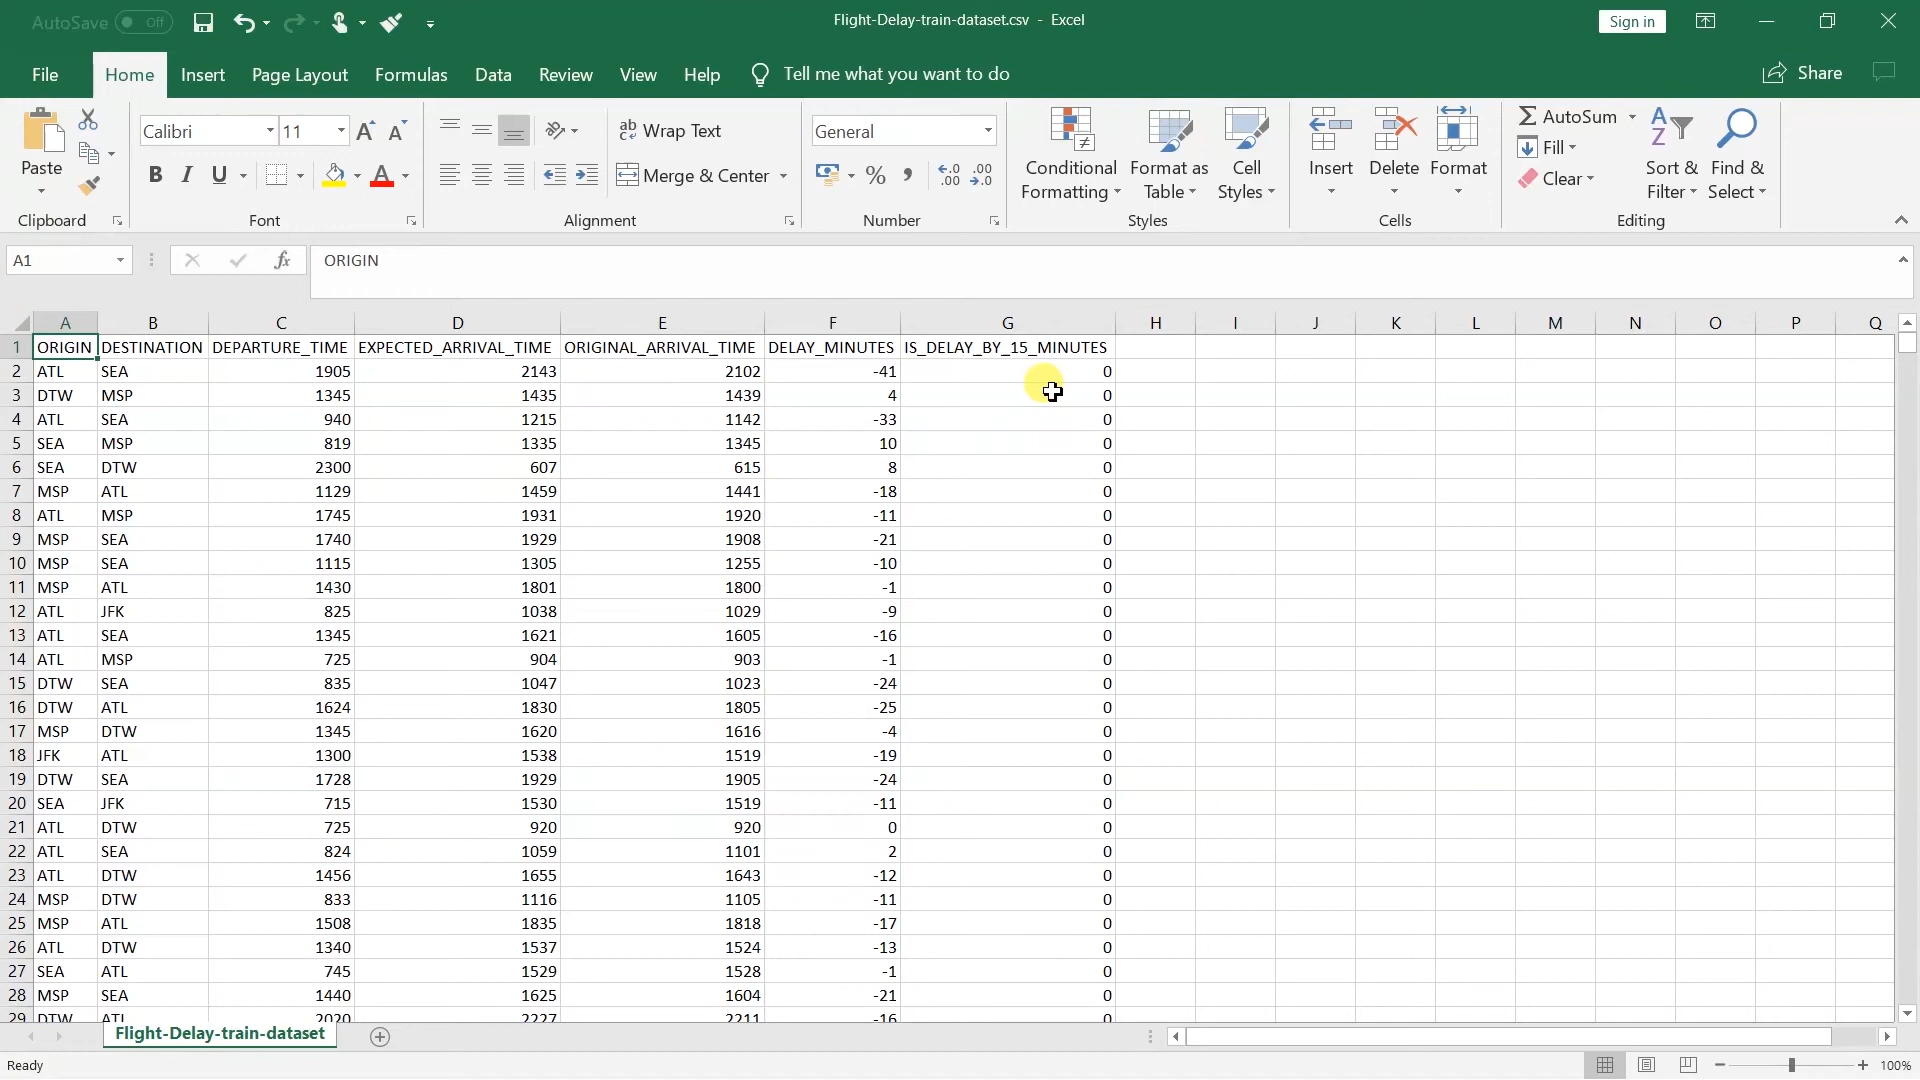 AutoSave Off Flight-Delay-train-dataset.csv - Excel Sign in
File Home Insert Page Layout Formulas Data Review View Help Tell me what you want to do Share
Paste Calibri 11 Wrap Text General Conditional Formatting Format as Table Cell Styles Insert Delete Format AutoSum Sort & Filter Find & Select
B I U Merge & Center % Fill
Clear
Clipboard Font Alignment Number Styles Cells Editing
A1 fx ORIGIN
A B C D E F G H I J K L M N O P Q
1 ORIGIN DESTINATION DEPARTURE_TIME EXPECTED_ARRIVAL_TIME ORIGINAL_ARRIVAL_TIME DELAY_MINUTES IS_DELAY_BY_15_MINUTES
2 ATL SEA 1905 2143 2102 -41 0
3 DTW MSP 1345 1435 1439 4 0
4 ATL SEA 940 1215 1142 -33 0
5 SEA MSP 819 1335 1345 10 0
6 SEA DTW 2300 607 615 8 0
7 MSP ATL 1129 1459 1441 -18 0
8 ATL MSP 1745 1931 1920 -11 0
9 MSP SEA 1740 1929 1908 -21 0
10 MSP SEA 1115 1305 1255 -10 0
11 MSP ATL 1430 1801 1800 -1 0
12 ATL JFK 825 1038 1029 -9 0
13 ATL SEA 1345 1621 1605 -16 0
14 ATL MSP 725 904 903 -1 0
15 DTW SEA 835 1047 1023 -24 0
16 DTW ATL 1624 1830 1805 -25 0
17 MSP DTW 1345 1620 1616 -4 0
18 JFK ATL 1300 1538 1519 -19 0
19 DTW SEA 1728 1929 1905 -24 0
20 SEA JFK 715 1530 1519 -11 0
21 ATL DTW 725 920 920 0 0
22 ATL SEA 824 1059 1101 2 0
23 ATL DTW 1456 1655 1643 -12 0
24 MSP DTW 833 1116 1105 -11 0
25 MSP ATL 1508 1835 1818 -17 0
26 ATL DTW 1340 1537 1524 -13 0
27 SEA ATL 745 1529 1528 -1 0
28 MSP SEA 1440 1625 1604 -21 0
29 DTW ATL 2020 2227 2211 -16 0
Flight-Delay-train-dataset
Ready 100%